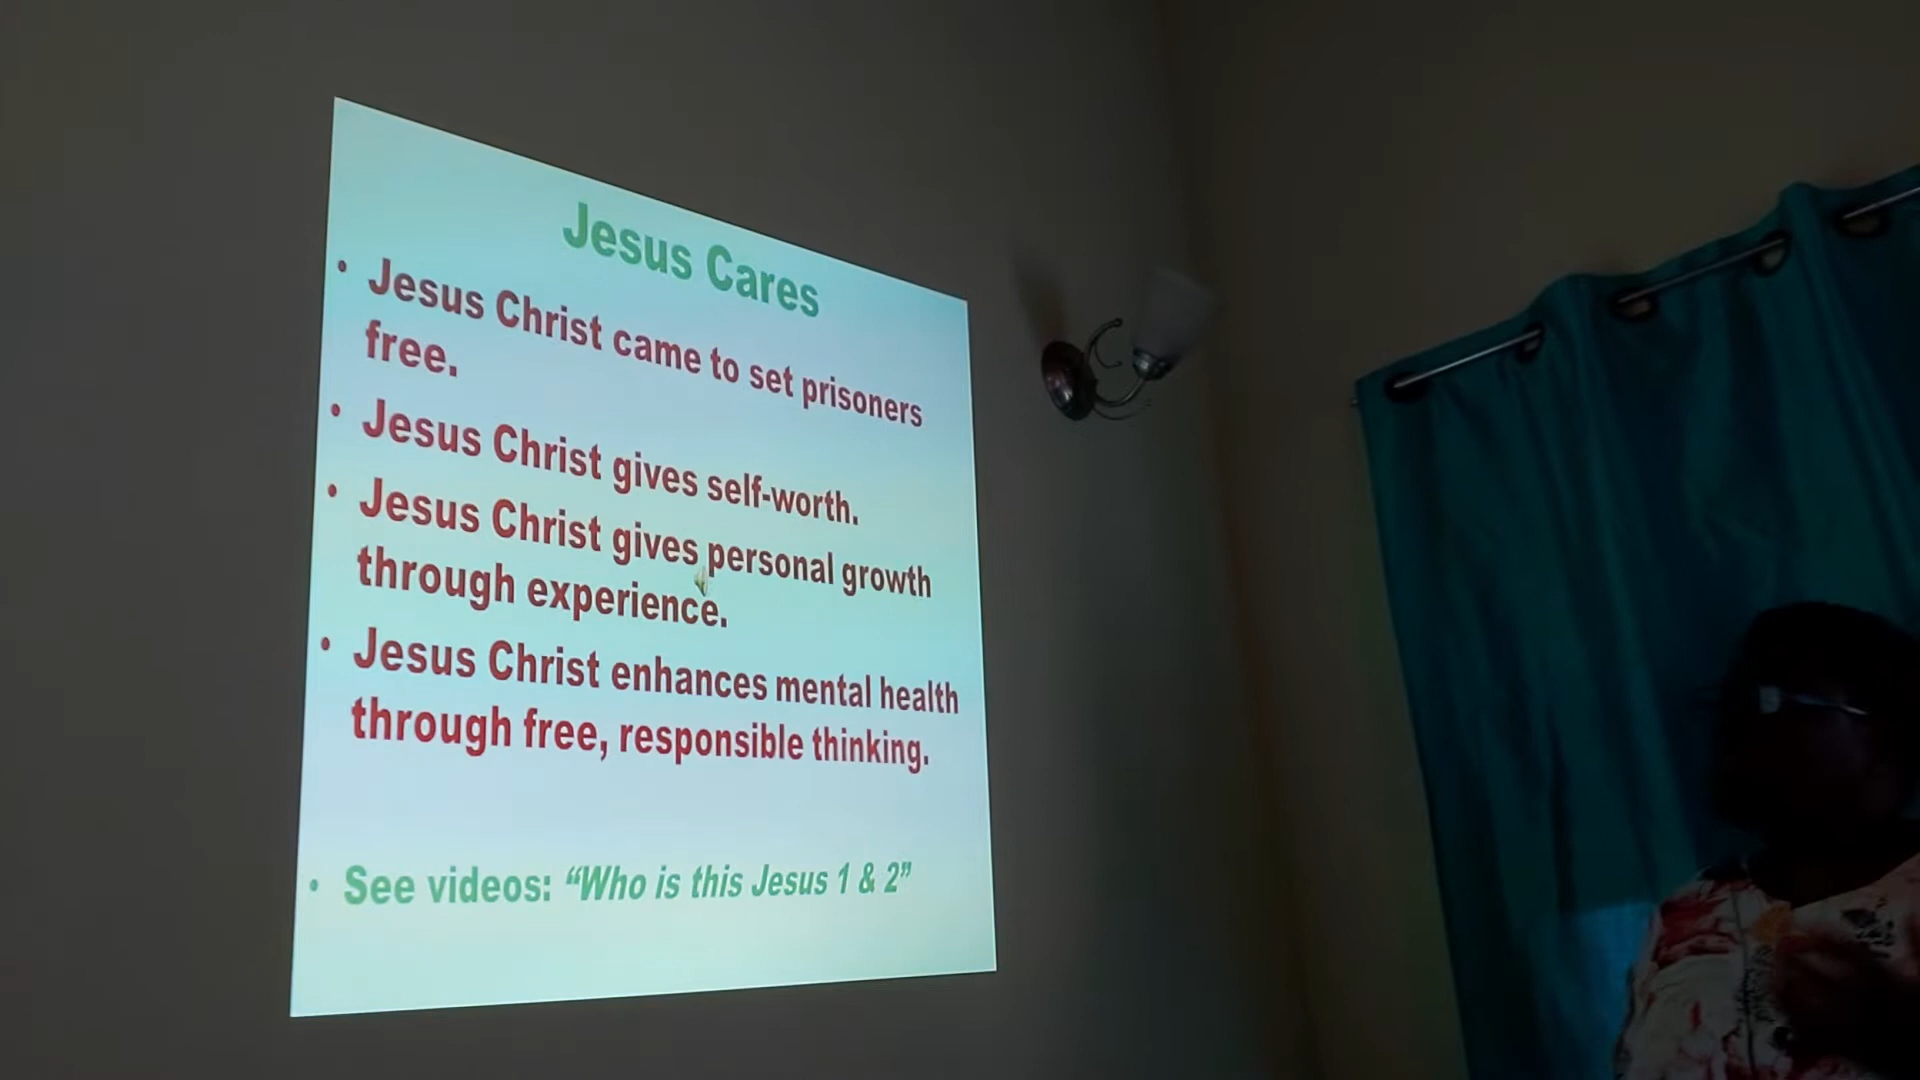 Jesus Cares
• Jesus Christ came to set prisoners
free.
• Jesus Christ gives self-worth.
• Jesus Christ gives personal growth
through experience.
• Jesus Christ enhances mental health
through free, responsible thinking.
• See videos: “Who is this Jesus 1 & 2”